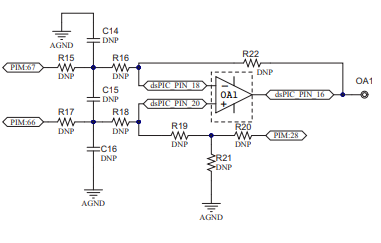 C14
DNP
AGND
R15
DNP
R16
DNP
R22
DNP
PIM:67
dsPIC_PIN_18
OA1
dsPIC_PIN_16
OA1
C15
DNP
dsPIC_PIN_20
R17
DNP
R18
DNP
PIM:66
R19
DNP
R20
DNP
PIM:28
C16
DNP
R21
DNP
AGND
AGND